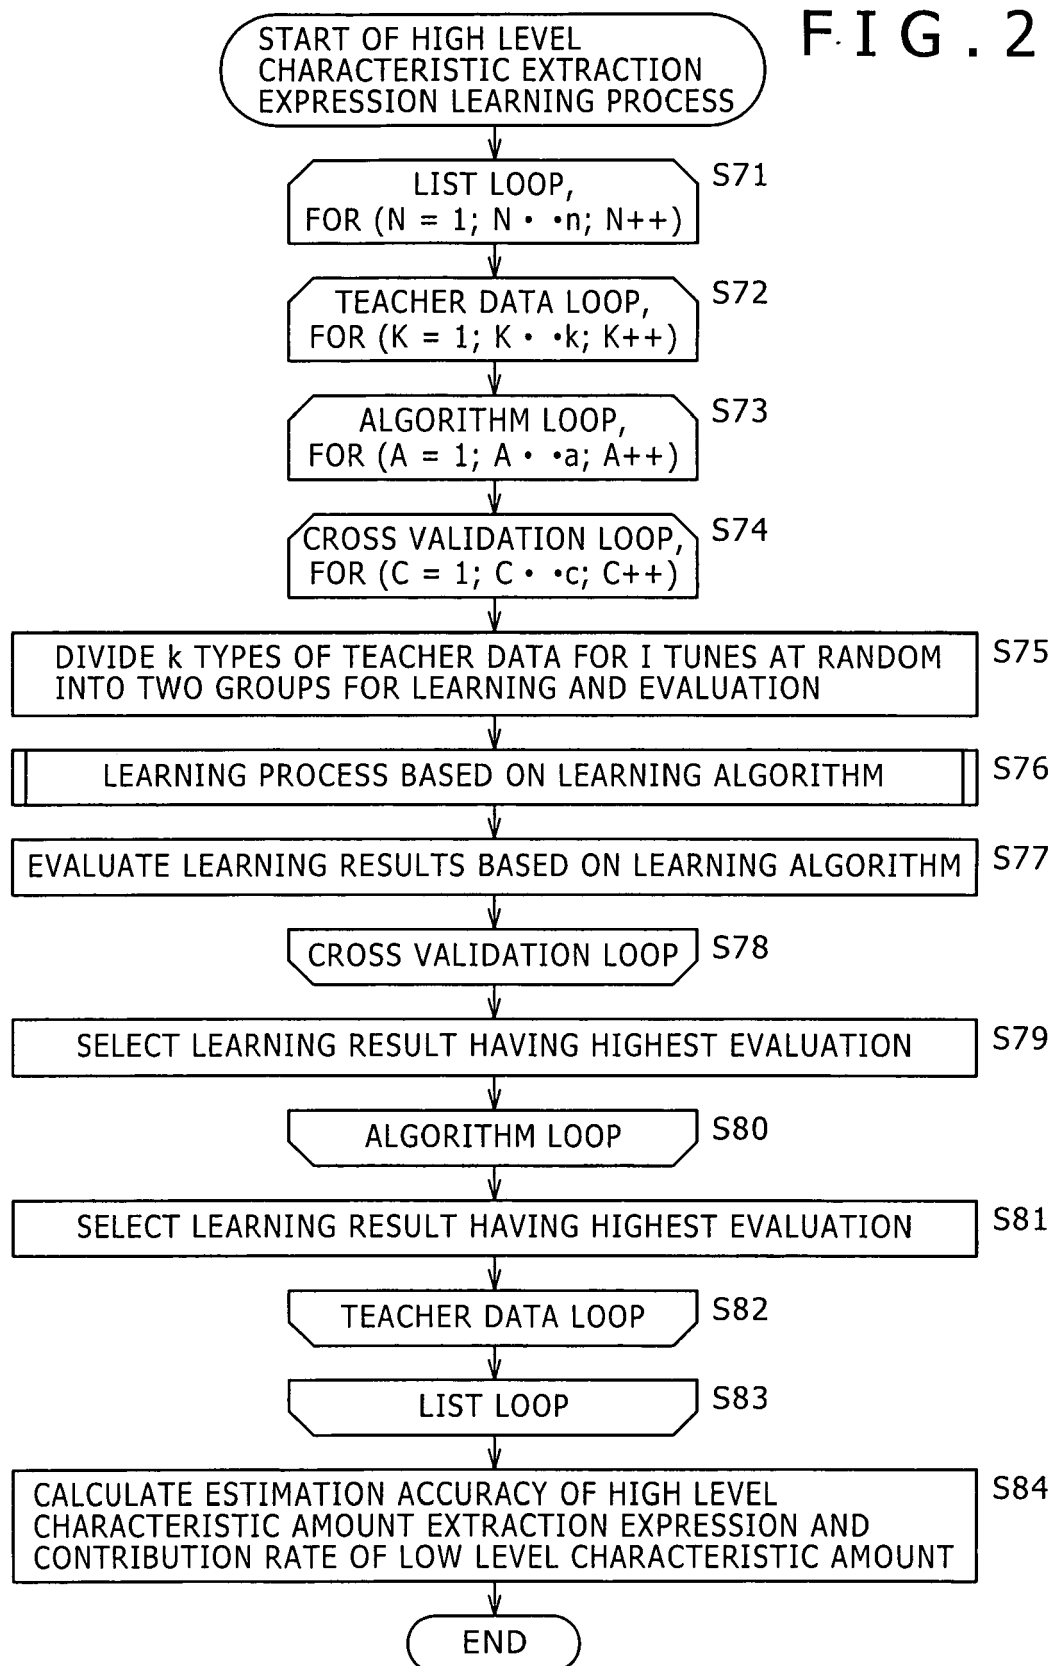 F I G . 2
START OF HIGH LEVEL
CHARACTERISTIC EXTRACTION
EXPRESSION LEARNING PROCESS
LIST LOOP,
FOR (N = 1; N · ·n; N++)
S71
TEACHER DATA LOOP,
FOR (K = 1; K · ·k; K++)
S72
ALGORITHM LOOP,
FOR (A = 1; A · ·a; A++)
S73
CROSS VALIDATION LOOP,
FOR (C = 1; C · ·c; C++)
S74
DIVIDE k TYPES OF TEACHER DATA FOR I TUNES AT RANDOM
INTO TWO GROUPS FOR LEARNING AND EVALUATION
S75
LEARNING PROCESS BASED ON LEARNING ALGORITHM
S76
EVALUATE LEARNING RESULTS BASED ON LEARNING ALGORITHM
S77
CROSS VALIDATION LOOP
S78
SELECT LEARNING RESULT HAVING HIGHEST EVALUATION
S79
ALGORITHM LOOP
S80
SELECT LEARNING RESULT HAVING HIGHEST EVALUATION
S81
TEACHER DATA LOOP
S82
LIST LOOP
S83
CALCULATE ESTIMATION ACCURACY OF HIGH LEVEL
CHARACTERISTIC AMOUNT EXTRACTION EXPRESSION AND
CONTRIBUTION RATE OF LOW LEVEL CHARACTERISTIC AMOUNT
S84
END